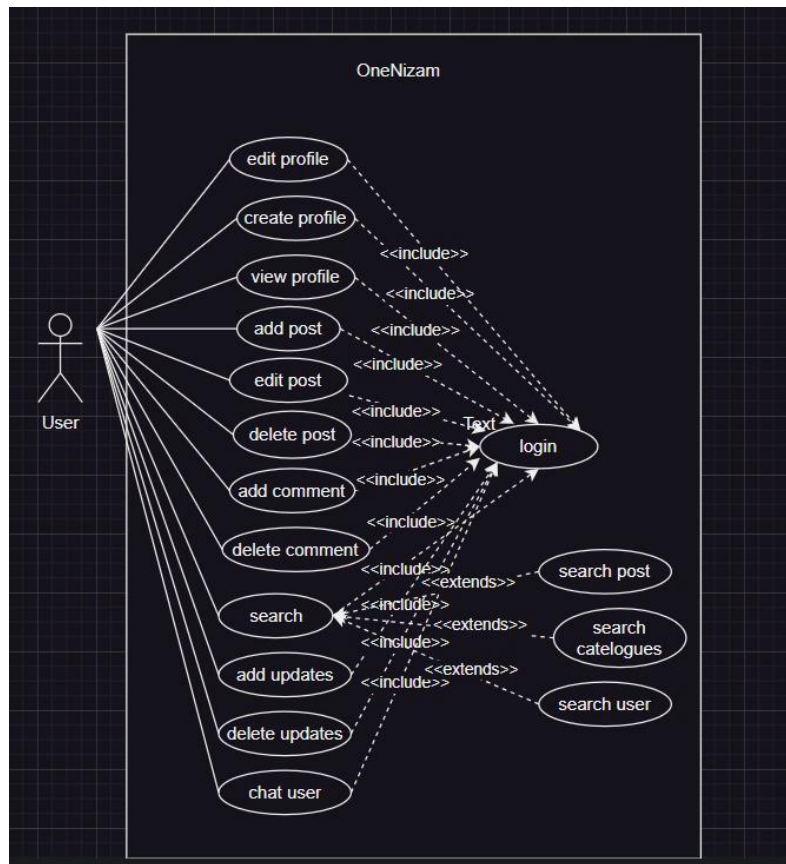 OneNizam
edit profile
create profile
<<include>>
view profile
<<include>>
<<include>>
add post
<<include>>
edit post
<<include>>
User
Text
delete post
<<include>>
login
<<include>>
add comment
<<include>>
delete comment
<<include>>
<<extends>>
search post
search
<<include>>
<<extends>>
search
catelogues
<<include>>
<<extends>>
add updates
<<include>>
search user
delete updates
chat user